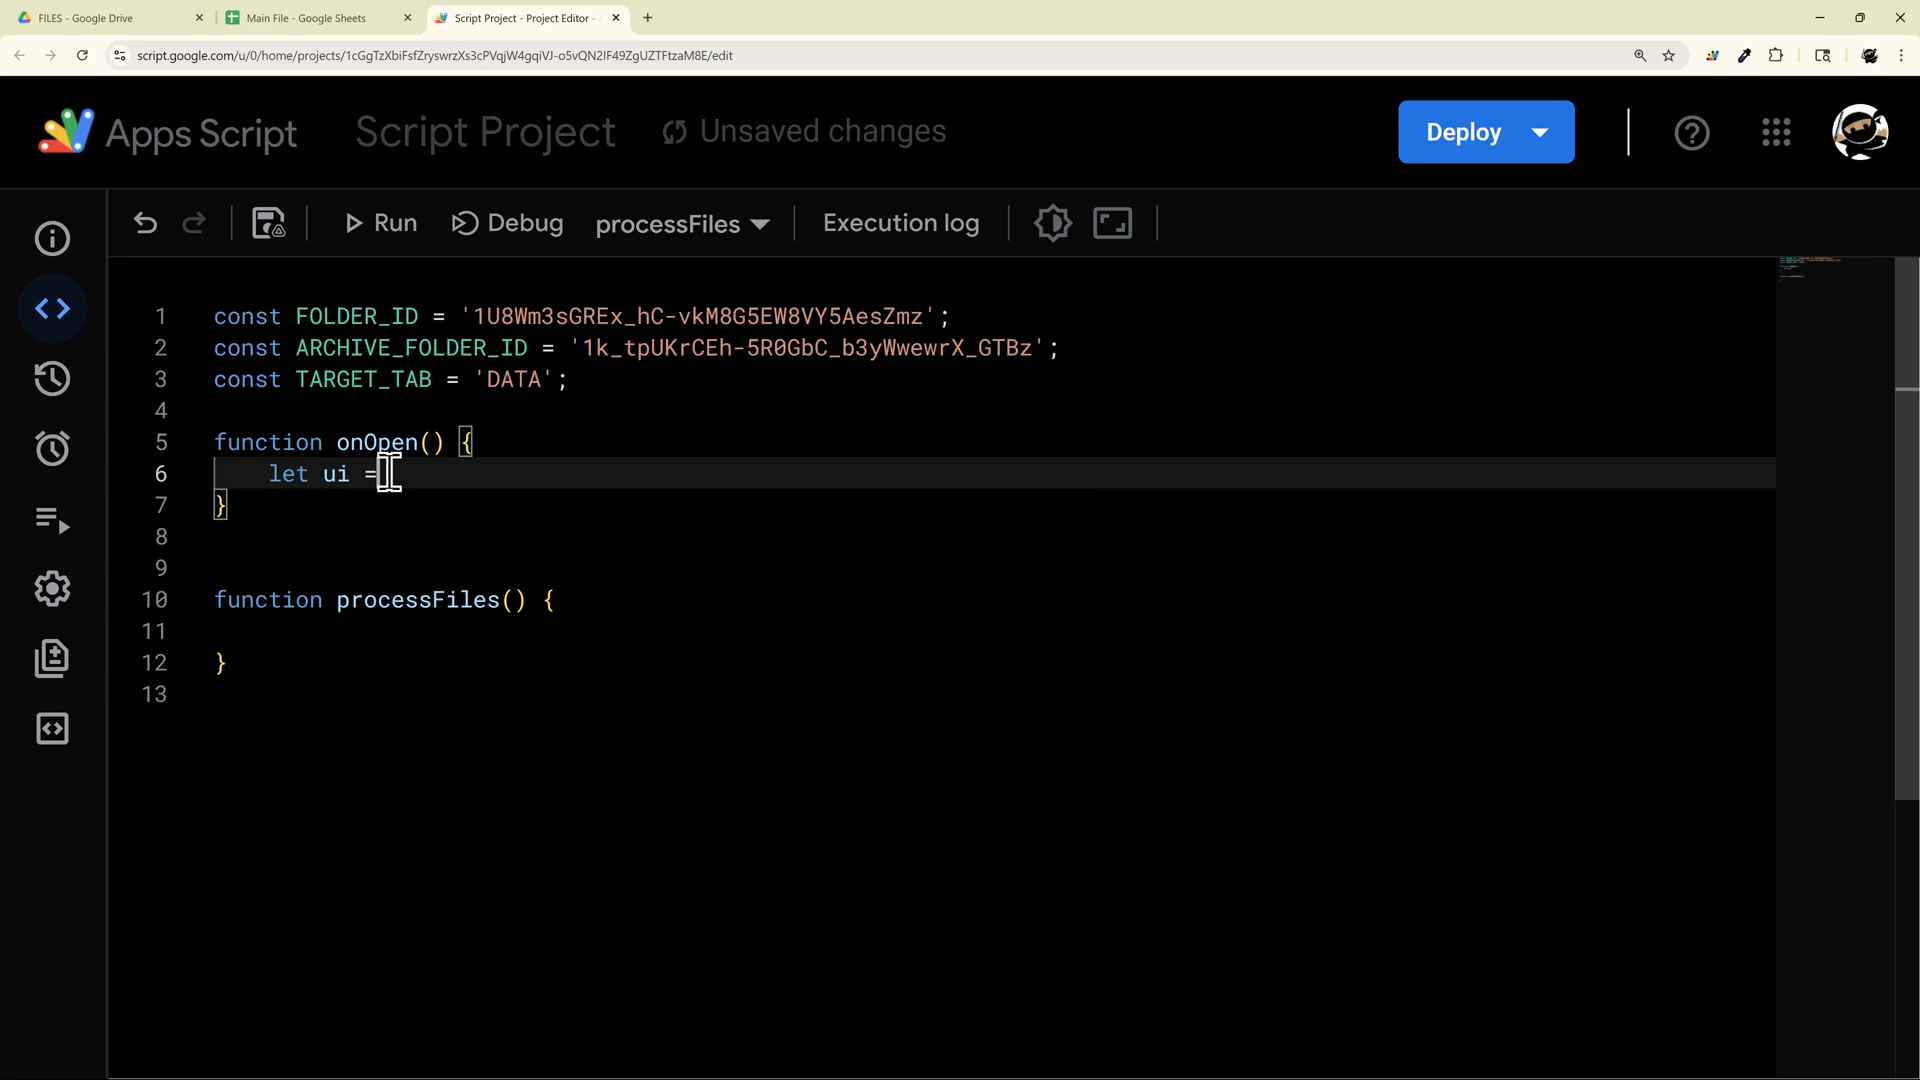 FILES - Google Drive
Main File - Google Sheets
Script Project - Project Editor -
script.google.com/u/0/home/projects/1cGgTzXbiFsfZryswrzXs3cPVqjW4gqiVJ-o5vQN2IF49ZgUZTFtzaM8E/edit
Apps Script
Script Project
Unsaved changes
Deploy
Run
Debug
processFiles
Execution log
1 const FOLDER_ID = '1U8Wm3sGREx_hC-vkM8G5EW8VY5AesZmz';
2 const ARCHIVE_FOLDER_ID = '1k_tpUKrCEh-5R0GbC_b3yWwewrX_GTBz';
3 const TARGET_TAB = 'DATA';
4
5 function onOpen() {
6 let ui =
7 }
8
9
10 function processFiles() {
11
12 }
13